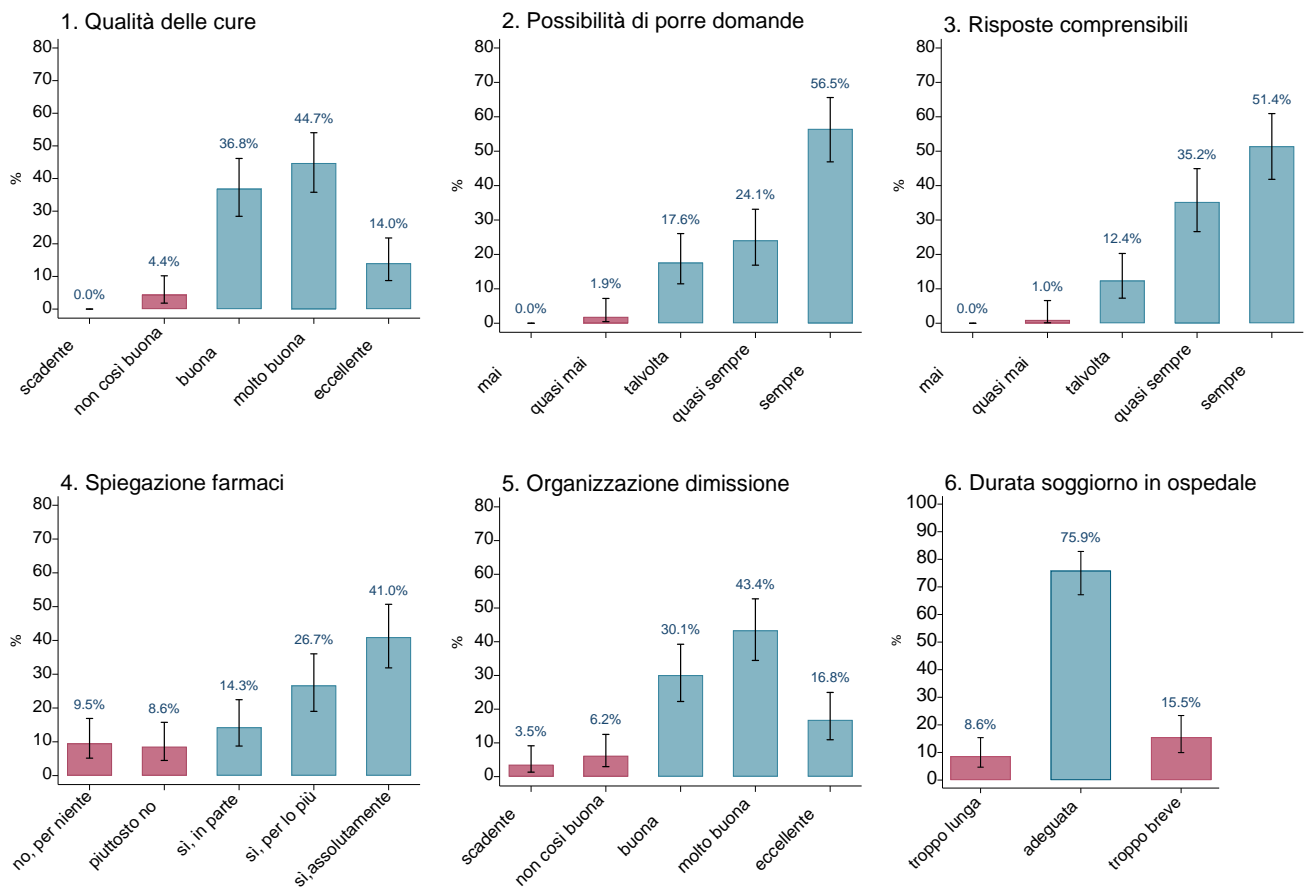 1. Qualità delle cure
80
70
60
50
40
30
20
10
0
%
0.0%
4.4%
36.8%
44.7%
14.0%
scadente
non così buona
buona
molto buona
eccellente
2. Possibilità di porre domande
80
70
60
50
40
30
20
10
0
%
0.0%
1.9%
17.6%
24.1%
56.5%
mai
quasi mai
talvolta
quasi sempre
sempre
3. Risposte comprensibili
80
70
60
50
40
30
20
10
0
%
0.0%
1.0%
12.4%
35.2%
51.4%
mai
quasi mai
talvolta
quasi sempre
sempre
4. Spiegazione farmaci
80
70
60
50
40
30
20
10
0
%
9.5%
8.6%
14.3%
26.7%
41.0%
no, per niente
piuttosto no
sì, in parte
sì, per lo più
sì,assolutamente
5. Organizzazione dimissione
80
70
60
50
40
30
20
10
0
%
3.5%
6.2%
30.1%
43.4%
16.8%
scadente
non così buona
buona
molto buona
eccellente
6. Durata soggiorno in ospedale
100
90
80
70
60
50
40
30
20
10
0
%
8.6%
75.9%
15.5%
troppo lunga
adeguata
troppo breve